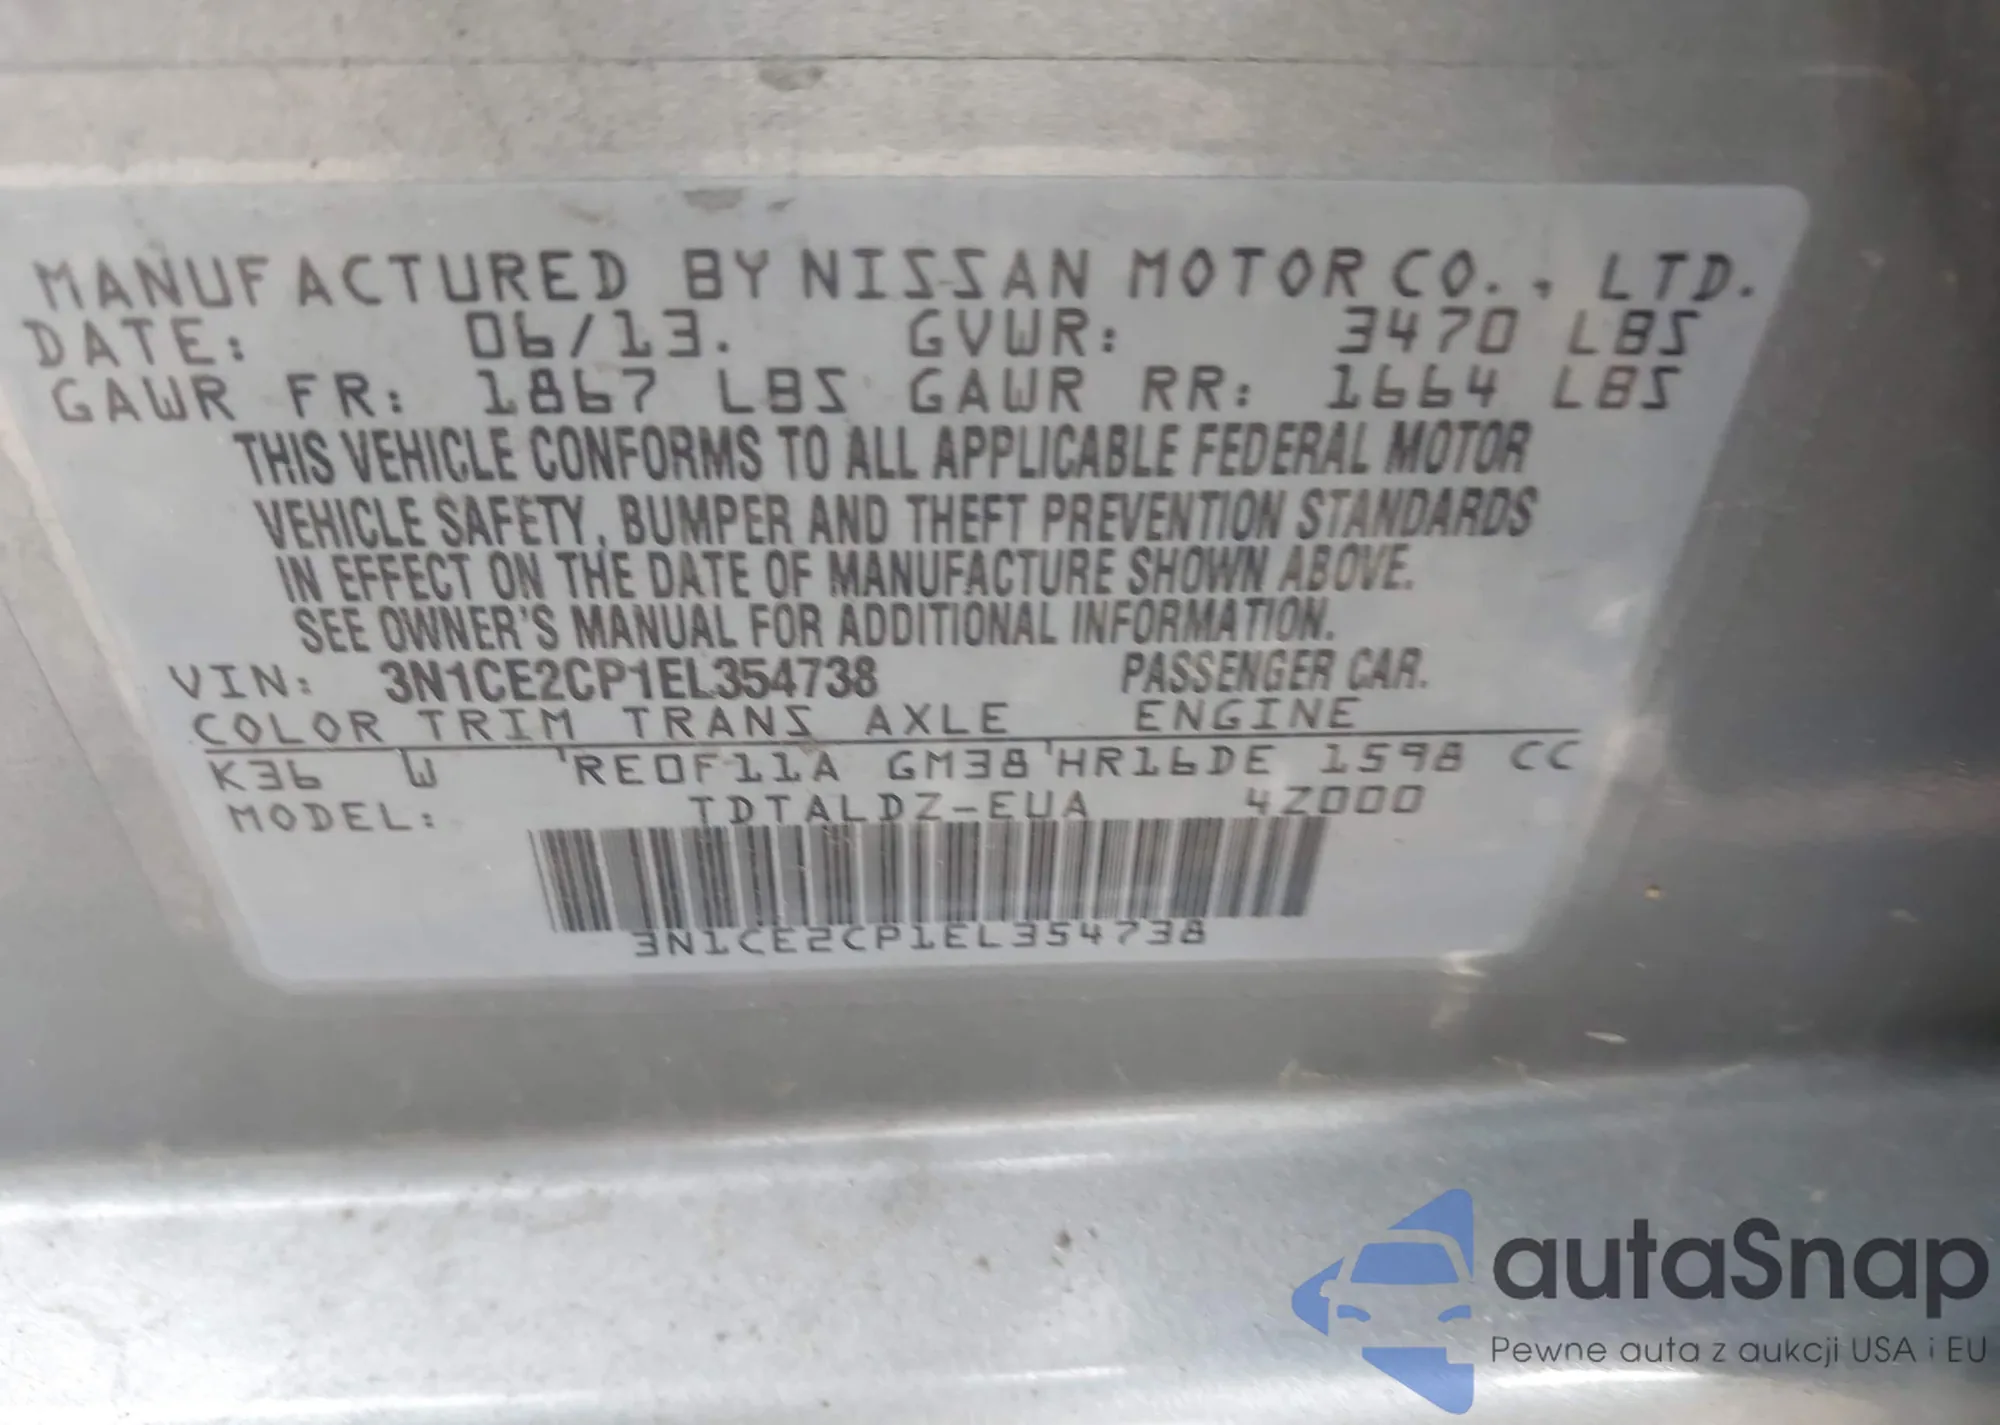 MANUFACTURED BY NISSAN MOTOR CO., LTD.
DATE: 06/13. GVWR: 3470 LBS
GAWR FR: 1867 LBS GAWR RR: 1664 LBS
THIS VEHICLE CONFORMS TO ALL APPLICABLE FEDERAL MOTOR
VEHICLE SAFETY, BUMPER AND THEFT PREVENTION STANDARDS
IN EFFECT ON THE DATE OF MANUFACTURE SHOWN ABOVE.
SEE OWNER'S MANUAL FOR ADDITIONAL INFORMATION.
VIN: 3N1CE2CP1EL354738 PASSENGER CAR.
COLOR TRIM TRANS AXLE ENGINE
K36 W 'RE0F11A GM38'HR16DE 1598 CC
MODEL: TDTALDZ-EUA 4Z000
3N1CE2CP1EL354738
autaSnap
Pewne auta z aukcji USA i EU